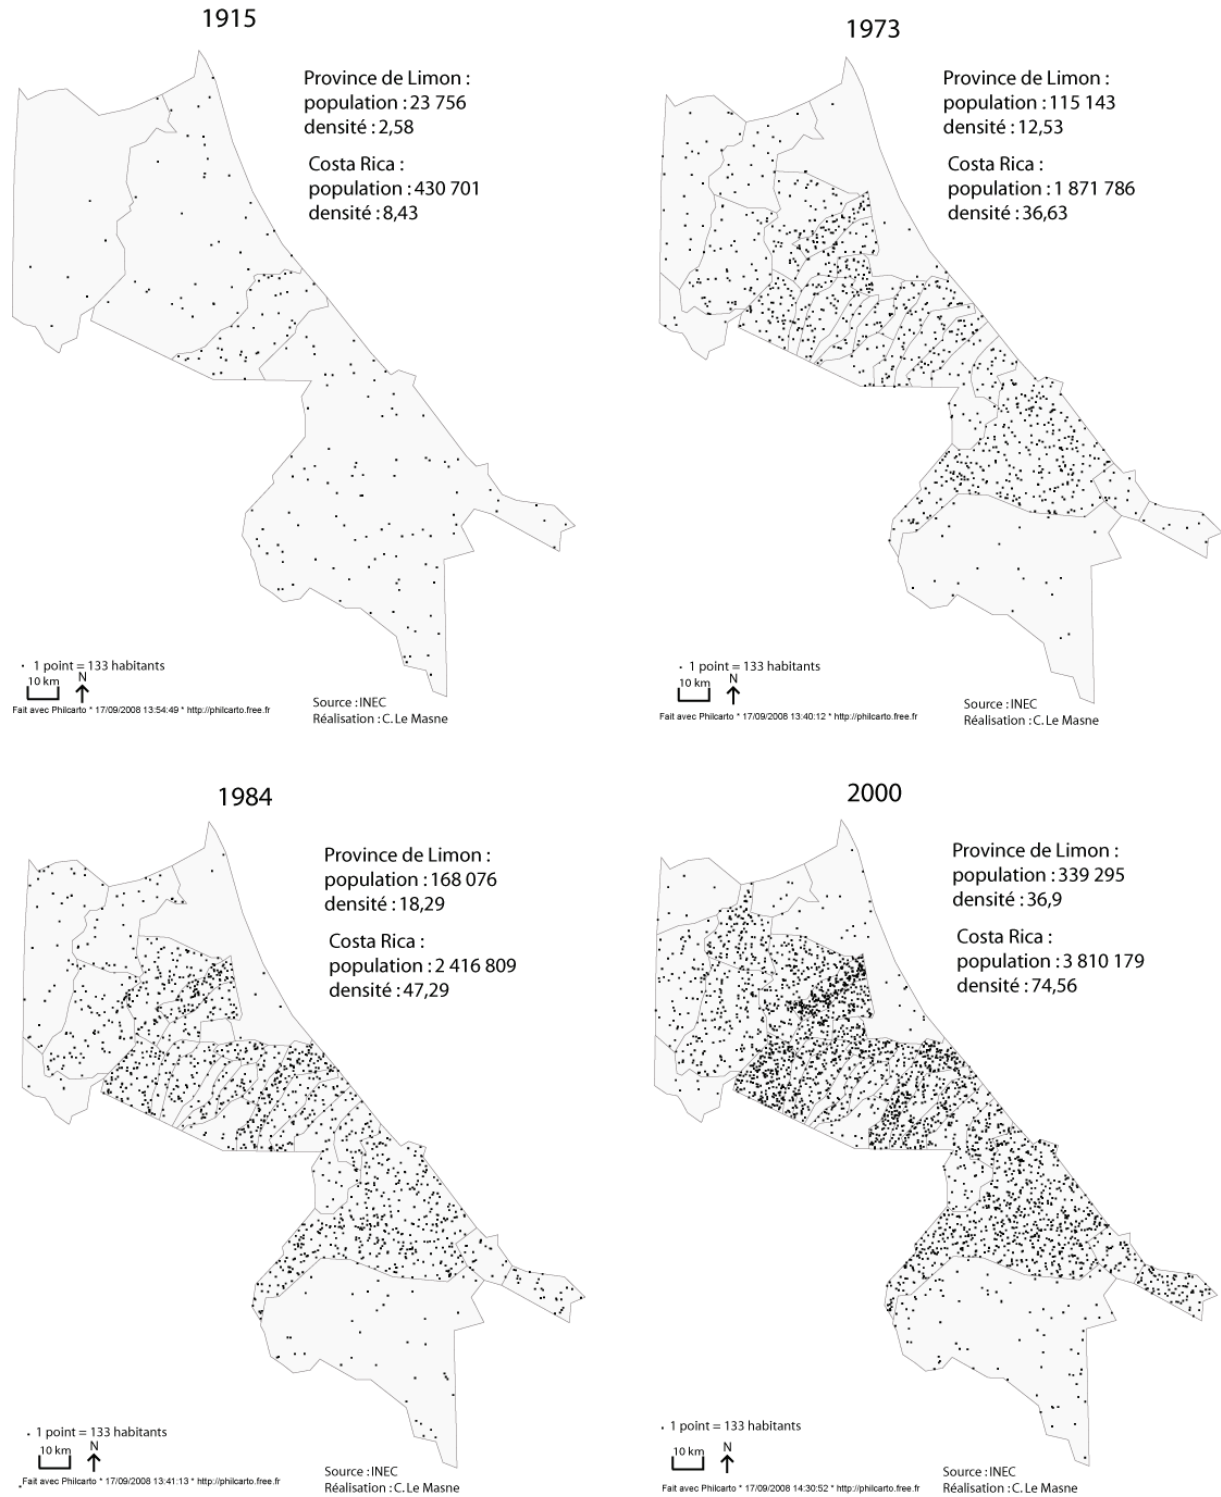 1915
Province de Limon :
population : 23 756
densité : 2,58
Costa Rica :
population : 430 701
densité : 8,43
· 1 point = 133 habitants
10 km
N
Fait avec Philcarto * 17/09/2008 13:54:49 * http://philcarto.free.fr
Source : INEC
Réalisation : C. Le Masne
1973
Province de Limon :
population : 115 143
densité : 12,53
Costa Rica :
population : 1 871 786
densité : 36,63
· 1 point = 133 habitants
10 km
N
Fait avec Philcarto * 17/09/2008 13:40:12 * http://philcarto.free.fr
Source : INEC
Réalisation : C. Le Masne
1984
Province de Limon :
population : 168 076
densité : 18,29
Costa Rica :
population : 2 416 809
densité : 47,29
. 1 point = 133 habitants
10 km
N
Fait avec Philcarto * 17/09/2008 13:41:13 * http://philcarto.free.fr
Source : INEC
Réalisation : C. Le Masne
2000
Province de Limon :
population : 339 295
densité : 36,9
Costa Rica :
population : 3 810 179
densité : 74,56
. 1 point = 133 habitants
10 km
N
Fait avec Philcarto * 17/09/2008 14:30:52 * http://philcarto.free.fr
Source : INEC
Réalisation : C. Le Masne